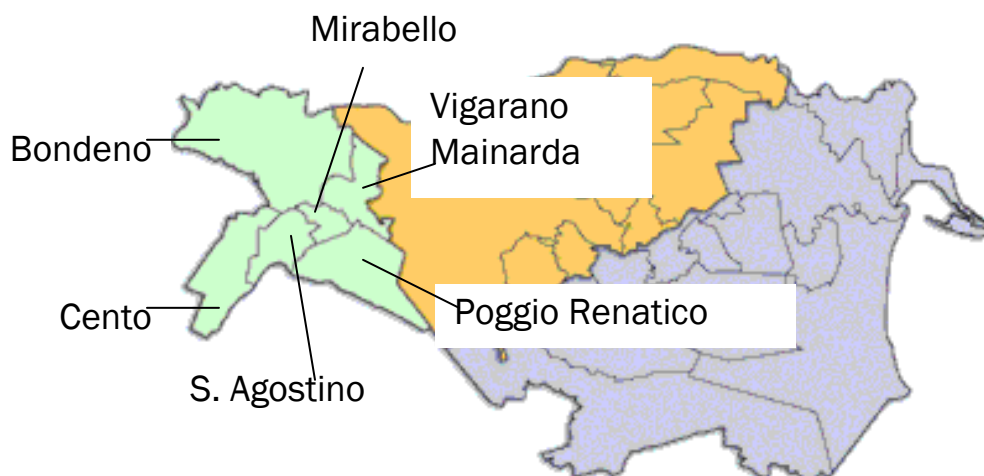 Mirabello
Vigarano
Mainarda
Bondeno
Cento
Poggio Renatico
S. Agostino